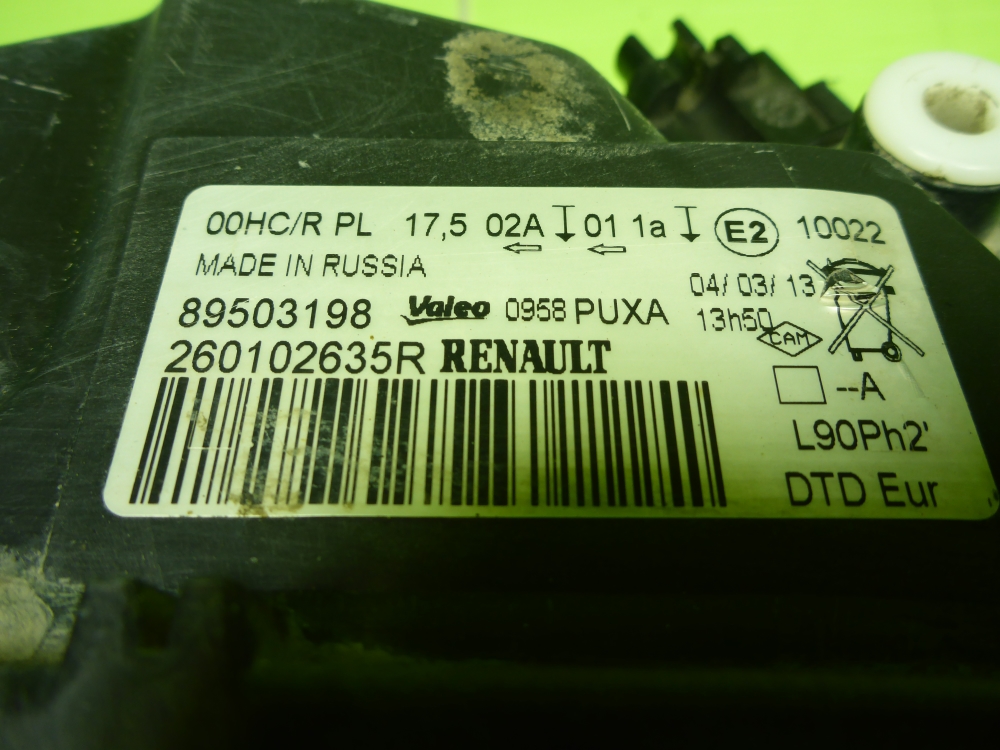 00HC/R PL 17,5 02A 01 1a E2 10022
MADE IN RUSSIA 04/ 03/ 13
89503198 Valeo 0958 PUXA 13h50 CAM
260102635R RENAULT
--A
L90Ph2'
DTD Eur